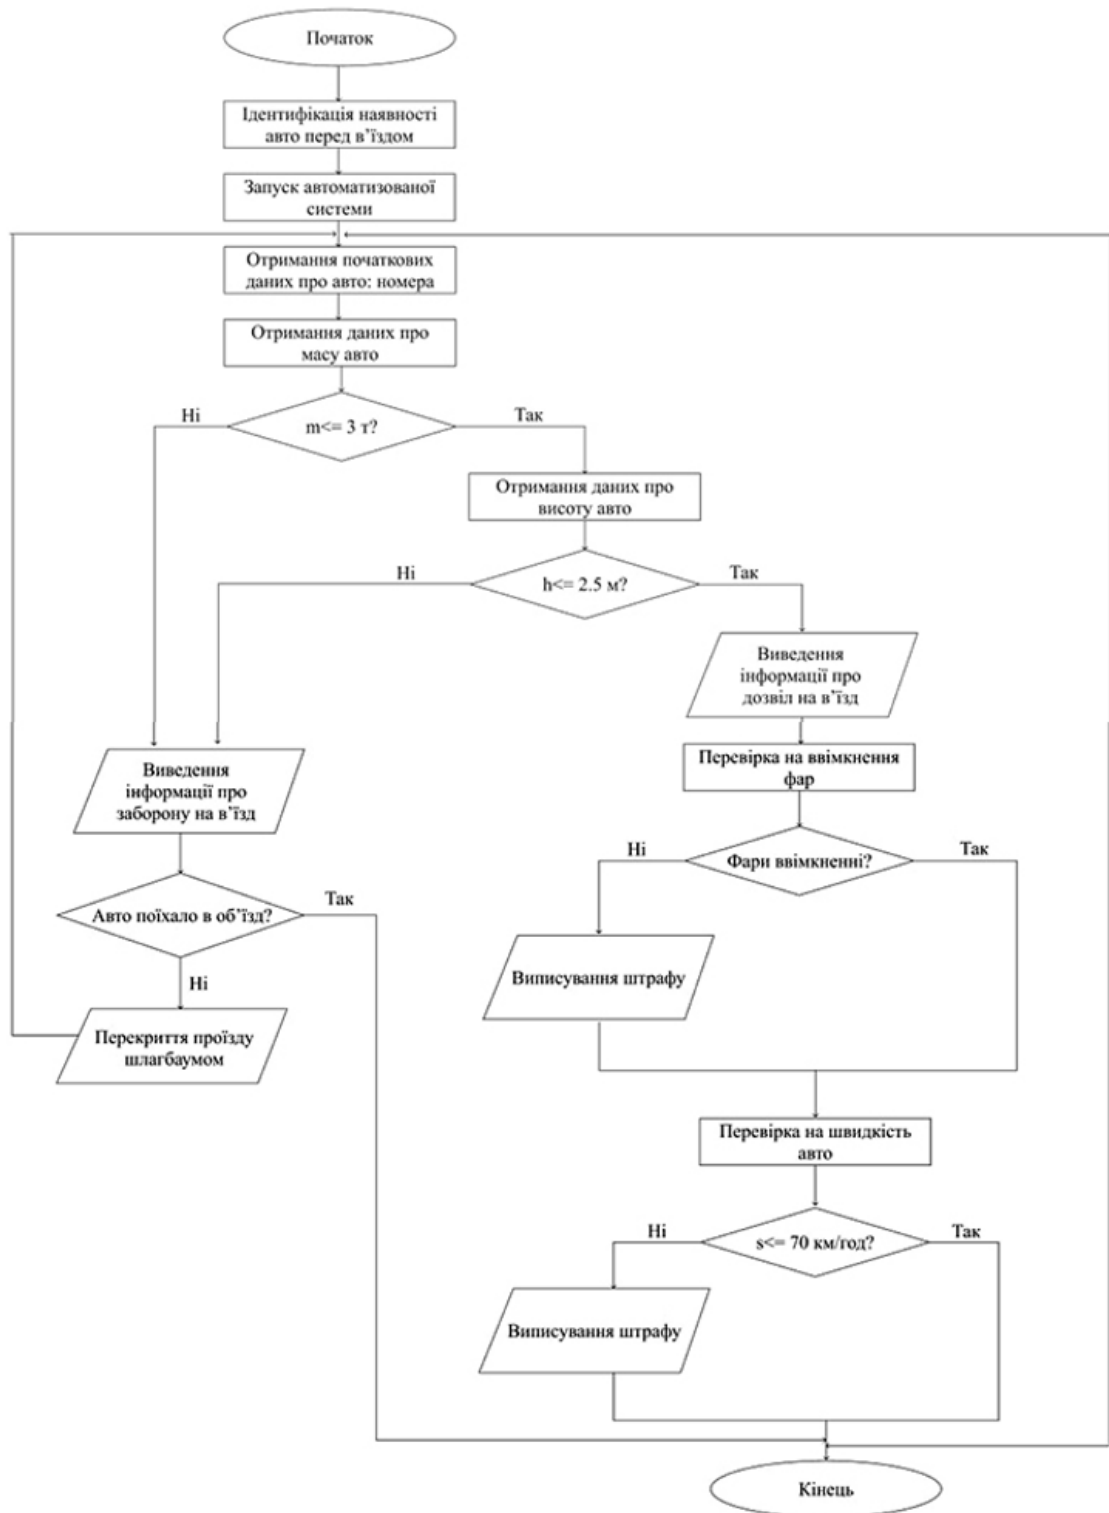 Початок
Ідентифікація наявності
авто перед в’їздом
Запуск автоматизованої
системи
Отримання початкових
даних про авто: номера
Отримання даних про
масу авто
Ні
Так
m<= 3 т?
Отримання даних про
висоту авто
Ні
Так
h<= 2.5 м?
Виведення
інформації про
дозвіл на в’їзд
Перевірка на ввімкнення
фар
Виведення
інформації про
заборону на в’їзд
Ні
Так
Фари ввімкненні?
Авто поїхало в об’їзд?
Так
Ні
Виписування штрафу
Перекриття проїзду
шлагбаумом
Перевірка на швидкість
авто
Ні
Так
s<= 70 км/год?
Виписування штрафу
Кінець